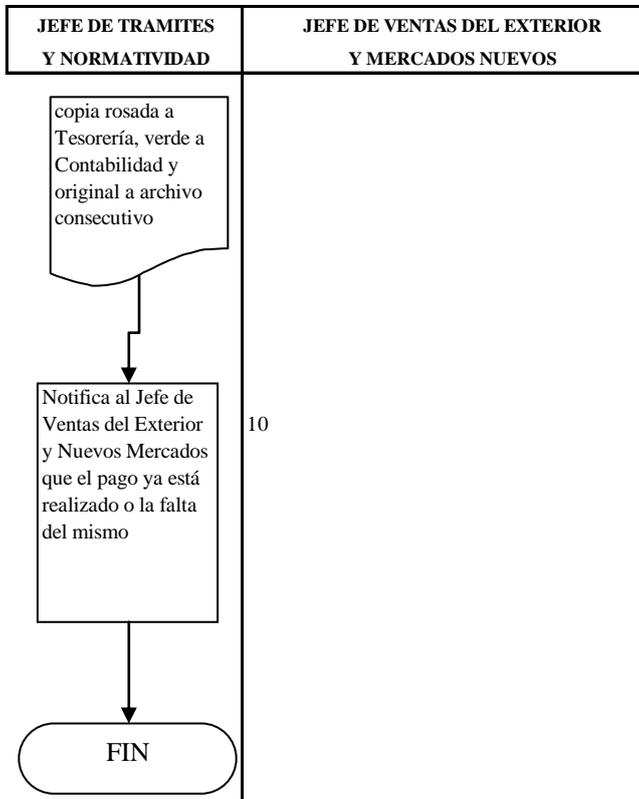 JEFE DE TRAMITES
Y NORMATIVIDAD
JEFE DE VENTAS DEL EXTERIOR
Y MERCADOS NUEVOS
copia rosada a
Tesorería, verde a
Contabilidad y
original a archivo
consecutivo
Notifica al Jefe de
Ventas del Exterior
y Nuevos Mercados
que el pago ya está
realizado o la falta
del mismo
10
FIN